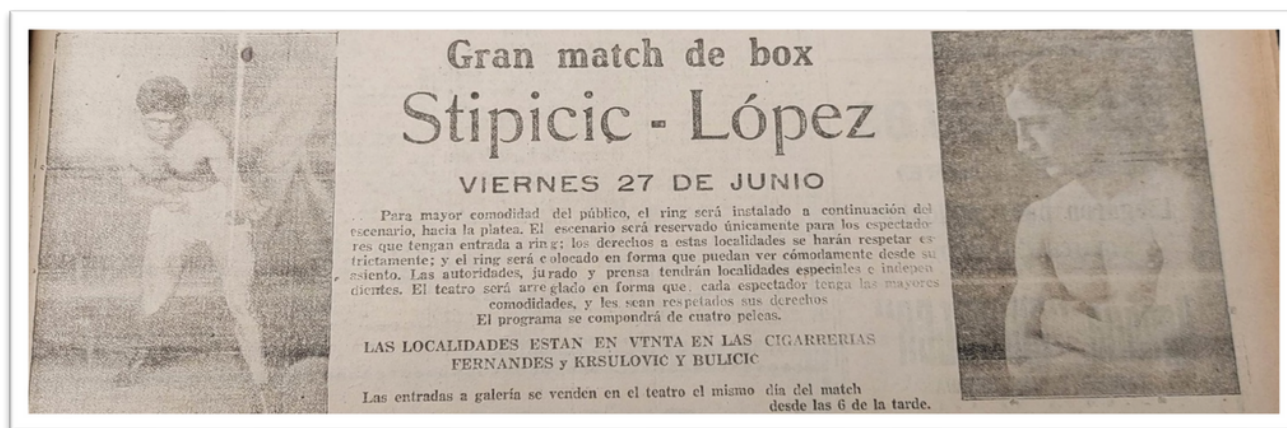 Gran match de box
Stipicic - López
VIERNES 27 DE JUNIO
Para mayor comodidad del público, el ring será instalado a continuación del
escenario, hacia la platea. El escenario será reservado únicamente para los espectado-
res que tengan entrada a ring; los derechos a estas localidades se harán respetar es-
trictamente; y el ring será colocado en forma que puedan ver cómodamente desde su
asiento. Las autoridades, jurado y prensa tendrán localidades especiales e indepen
dientes. El teatro será arreglado en forma que, cada espectador tenga las mayores
comodidades, y les sean respetados sus derechos
El programa se compondrá de cuatro peleas.
LAS LOCALIDADES ESTAN EN VTNTA EN LAS CIGARRERIAS
FERNANDES y KRSULOVIC Y BULICIC
Las entradas a galería se venden en el teatro el mismo día del match
desde las 6 de la tarde.